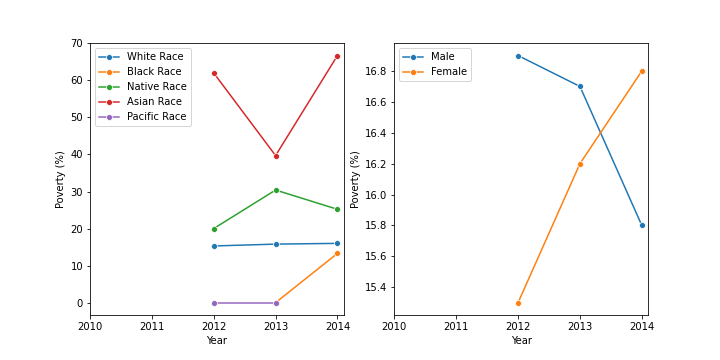 70
60
50
40
30
20
10
0
Poverty (%)
White Race
Black Race
Native Race
Asian Race
Pacific Race
2010 2011 2012 2013 2014
Year
16.8
16.6
16.4
16.2
16.0
15.8
15.6
15.4
Poverty (%)
Male
Female
2010 2011 2012 2013 2014
Year